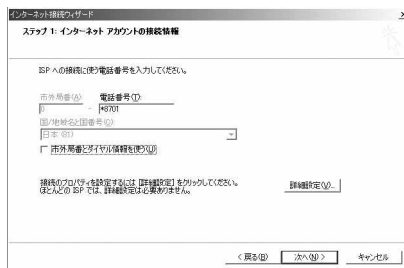 インターネット接続ウィザード
ステップ 1: インターネット アカウントの接続情報
ISP への接続に使う電話番号を入力してください。
市外局番(A) 電話番号(T):
0 - *8701
国/地域名と国番号(C)
日本 (81)
市外局番とダイヤル情報を使う(U)
接続のプロパティを設定するには [詳細設定] をクリックしてください。
ほとんどの ISP では、詳細設定は必要ありません。
詳細設定(V)...
< 戻る(B) 次へ(N) > キャンセル